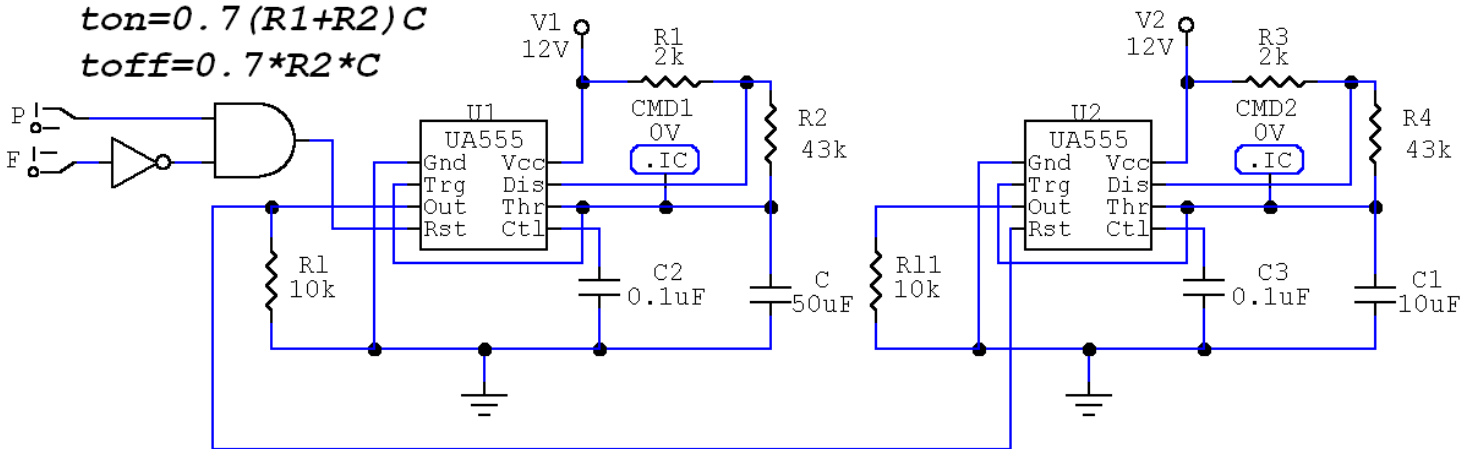 ton=0.7(R1+R2)C
toff=0.7*R2*C
P
F
V1
12V
R1
2k
CMD1
0V
.IC
R2
43k
U1
UA555
Gnd Vcc
Trg Dis
Out Thr
Rst Ctl
Rl
10k
C2
0.1uF
C
50uF
V2
12V
R3
2k
CMD2
0V
.IC
R4
43k
U2
UA555
Gnd Vcc
Trg Dis
Out Thr
Rst Ctl
Rl1
10k
C3
0.1uF
C1
10uF